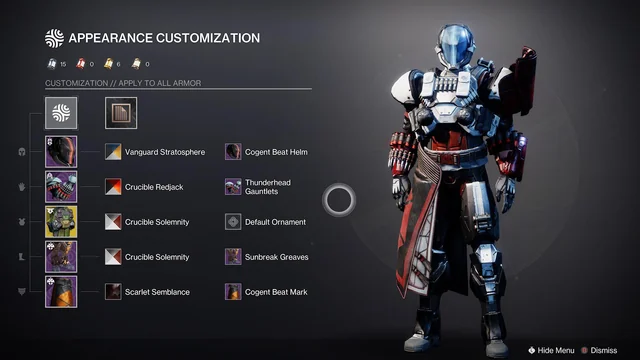 APPEARANCE CUSTOMIZATION
15 0 6 0
CUSTOMIZATION // APPLY TO ALL ARMOR
Vanguard Stratosphere Cogent Beat Helm
Crucible Redjack Thunderhead
Gauntlets
Crucible Solemnity Default Ornament
Crucible Solemnity Sunbreak Greaves
Scarlet Semblance Cogent Beat Mark
Hide Menu Dismiss